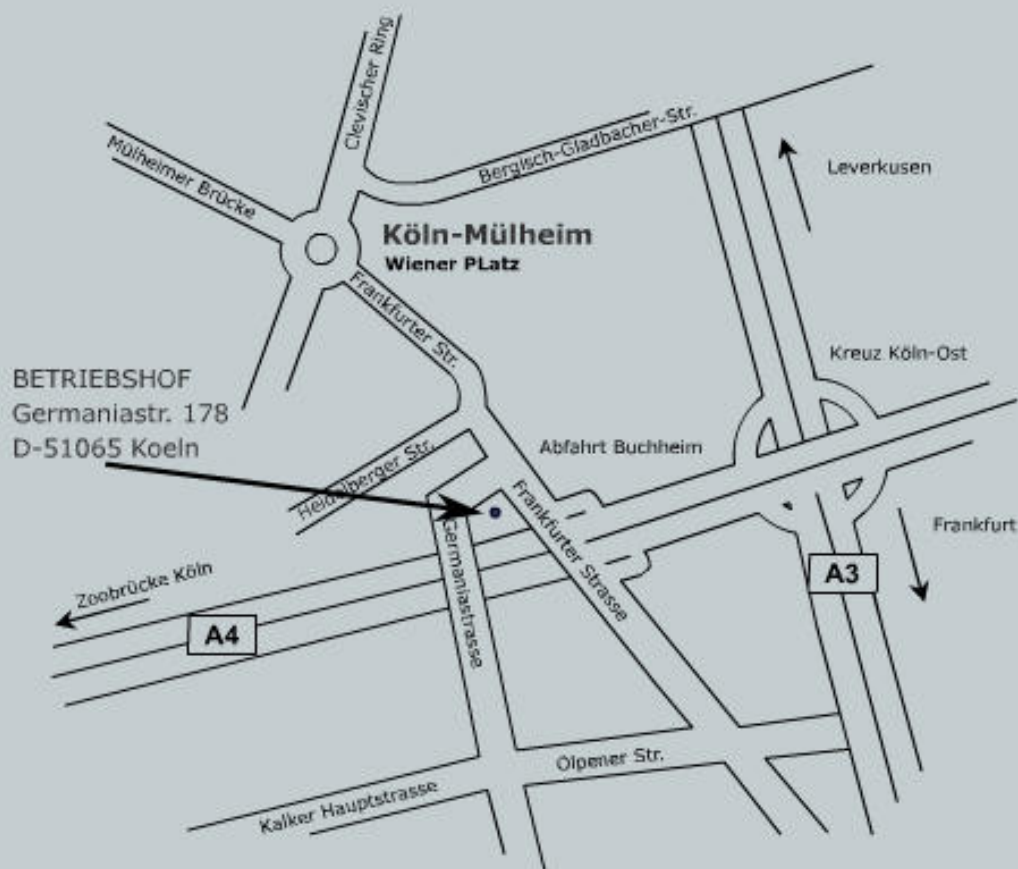 Clevischer Ring
Mülheimer Brücke
Bergisch-Gladbacher-Str.
Leverkusen
Köln-Mülheim
Wiener PLatz
Frankfurter Str.
Kreuz Köln-Ost
BETRIEBSHOF
Germaniastr. 178
D-51065 Koeln
Abfahrt Buchheim
Heidelberger Str.
Frankfurter Strasse
Germaniastrasse
Frankfurt
Zoobrücke Köln
A3
A4
Olpener Str.
Kalker Hauptstrasse